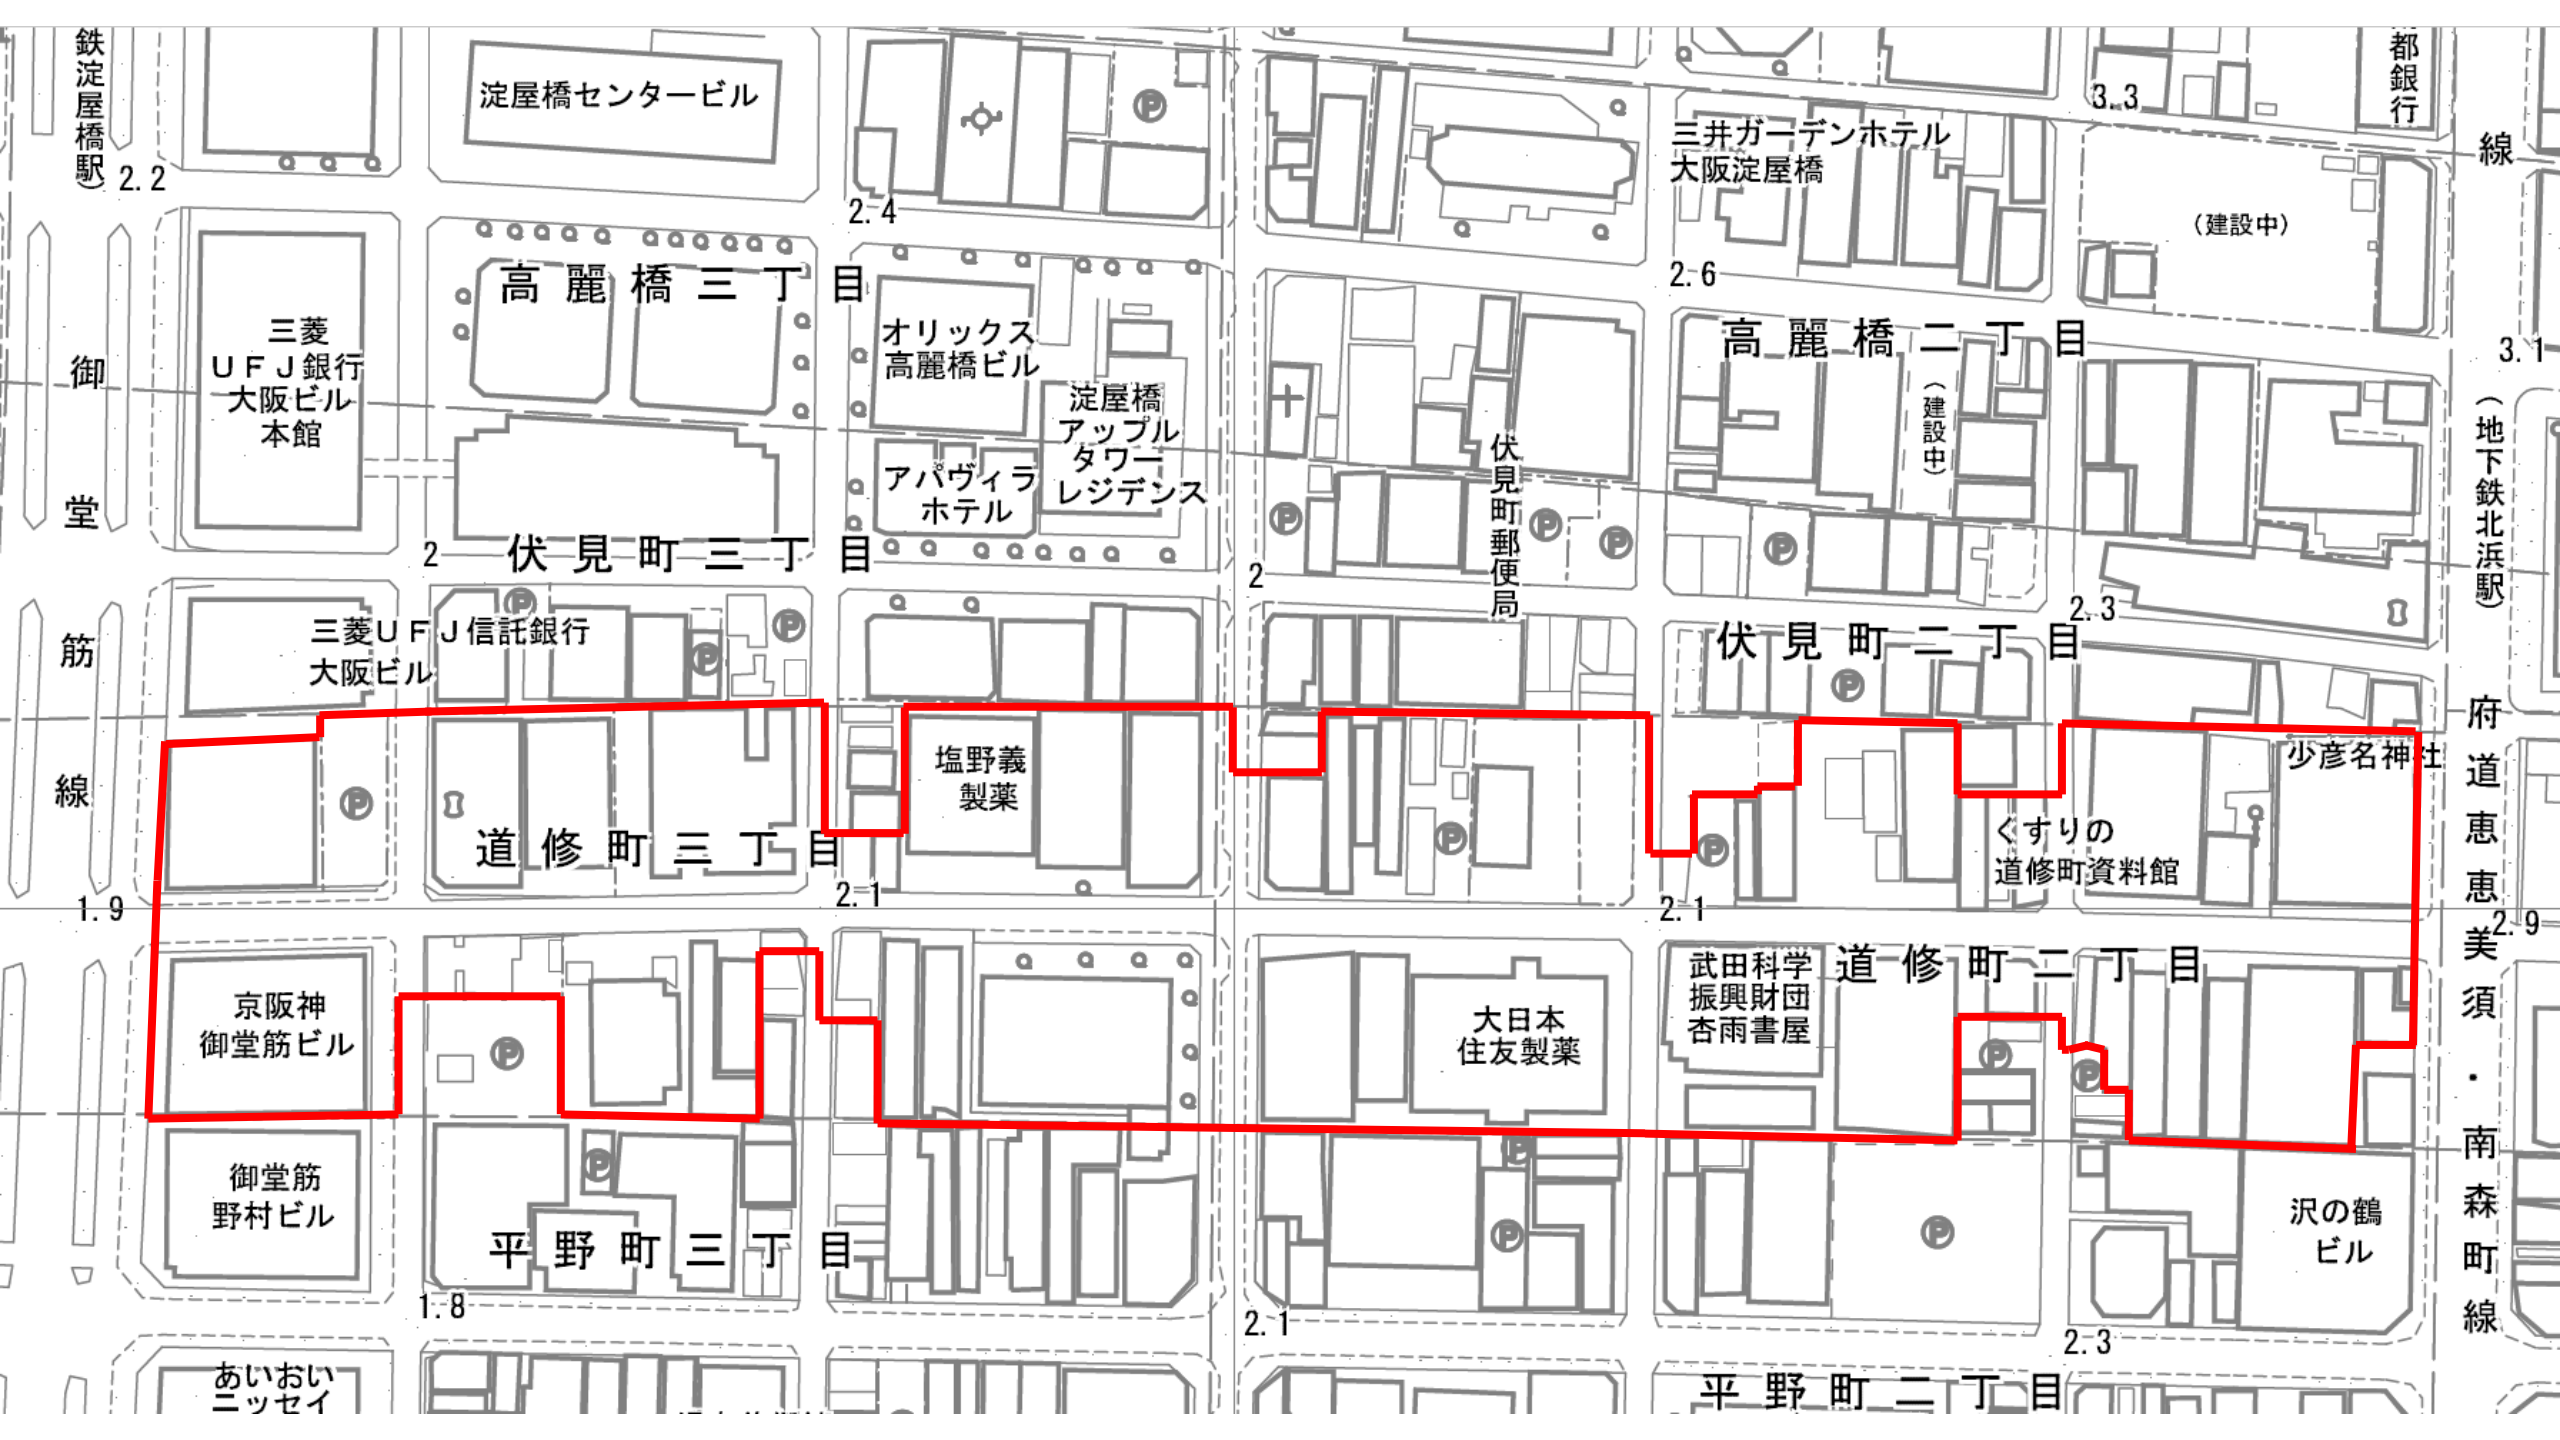 鉄淀屋橋駅）
淀屋橋センタービル
都銀行
3.3
三井ガーデンホテル
大阪淀屋橋
線
2.2
2.4
（建設中）
2.6
高麗橋三丁目
高麗橋二丁目
3.1
三菱
ＵＦＪ銀行
大阪ビル
本館
オリックス
高麗橋ビル
淀屋橋
アップル
タワー
レジデンス
アパヴィラ
ホテル
（建設中）
（地下鉄北浜駅）
伏見町郵便局
御堂筋線
2
伏見町三丁目
2
2.3
伏見町二丁目
三菱ＵＦＪ信託銀行
大阪ビル
府道恵恵美須・南森町線
塩野義
製薬
少彦名神社
道修町三丁目
くすりの
道修町資料館
1.9
2.1
2.1
2.9
道修町二丁目
京阪神
御堂筋ビル
大日本
住友製薬
武田科学
振興財団
杏雨書屋
御堂筋
野村ビル
平野町三丁目
沢の鶴
ビル
1.8
2.1
2.3
あいおい
ニッセイ
平野町二丁目